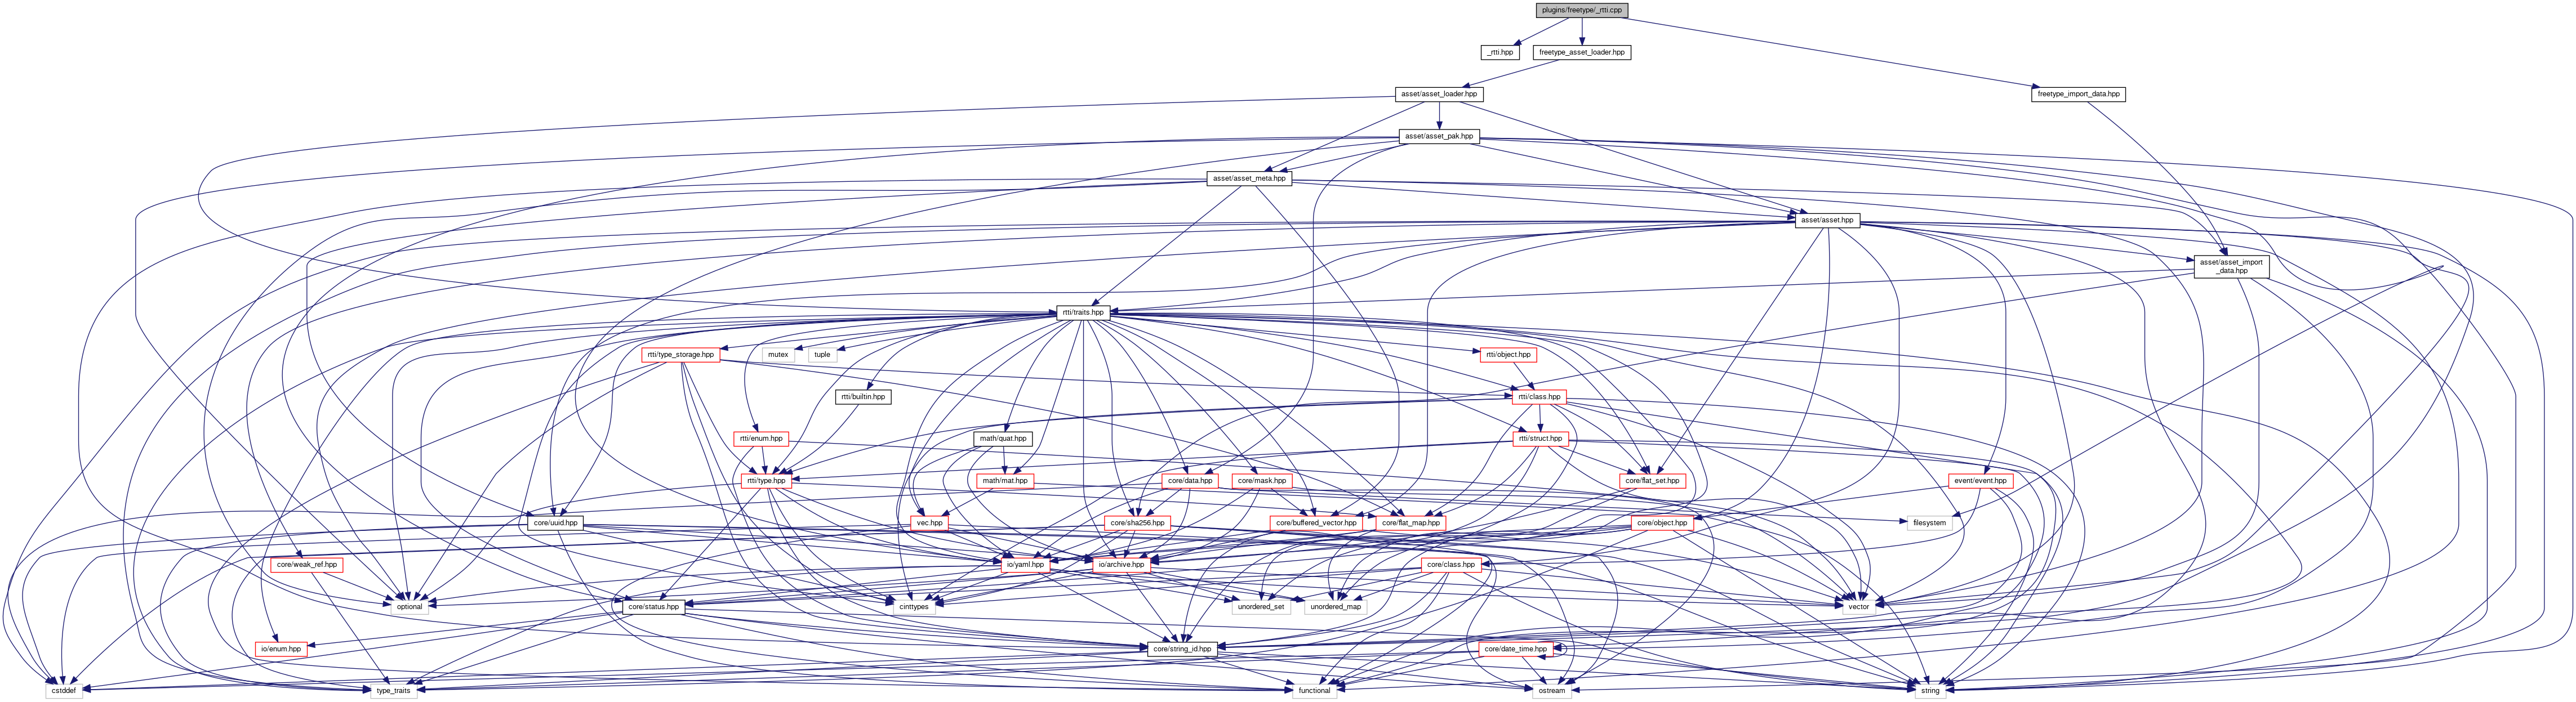 plugins/freetype/_rtti.cpp
_rtti.hpp
freetype_asset_loader.hpp
asset/asset_loader.hpp
freetype_import_data.hpp
asset/asset_pak.hpp
asset/asset_meta.hpp
asset/asset.hpp
asset/asset_import
_data.hpp
rtti/traits.hpp
rtti/type_storage.hpp
mutex
tuple
rtti/object.hpp
rtti/builtin.hpp
rtti/class.hpp
rtti/enum.hpp
math/quat.hpp
rtti/struct.hpp
rtti/type.hpp
math/mat.hpp
core/data.hpp
core/mask.hpp
core/flat_set.hpp
event/event.hpp
core/uuid.hpp
vec.hpp
core/sha256.hpp
core/buffered_vector.hpp
core/flat_map.hpp
core/object.hpp
filesystem
core/weak_ref.hpp
io/yaml.hpp
io/archive.hpp
core/class.hpp
optional
core/status.hpp
cinttypes
unordered_set
unordered_map
vector
io/enum.hpp
core/string_id.hpp
core/date_time.hpp
cstddef
type_traits
functional
ostream
string